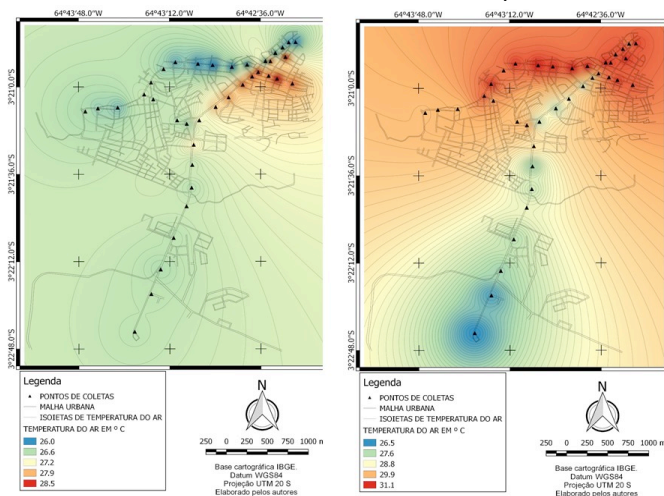 64°43'48.0"W 64°43'12.0"W 64°42'36.0"W
3°21'0.0"S
3°21'36.0"S
3°22'12.0"S
3°22'48.0"S
Legenda
PONTOS DE COLETAS
MALHA URBANA
ISOIETAS DE TEMPERATURA DO AR
TEMPERATURA DO AR EM º C
26.0
26.6
27.2
27.9
28.5
N
250 0 250 500 750 1000 m
Base cartográfica IBGE.
Datum WGS84
Projeção UTM 20 S
Elaborado pelos autores
64°43'48.0"W 64°43'12.0"W 64°42'36.0"W
3°21'0.0"S
3°21'36.0"S
3°22'12.0"S
3°22'48.0"S
Legenda
PONTOS DE COLETAS
MALHA URBANA
ISOIETAS DE TEMPERATURA DO AR
TEMPERATURA DO AR EM º C
26.5
27.6
28.8
29.9
31.1
N
250 0 250 500 750 1000 m
Base cartográfica IBGE.
Datum WGS84
Projeção UTM 20 S
Elaborado pelos autores